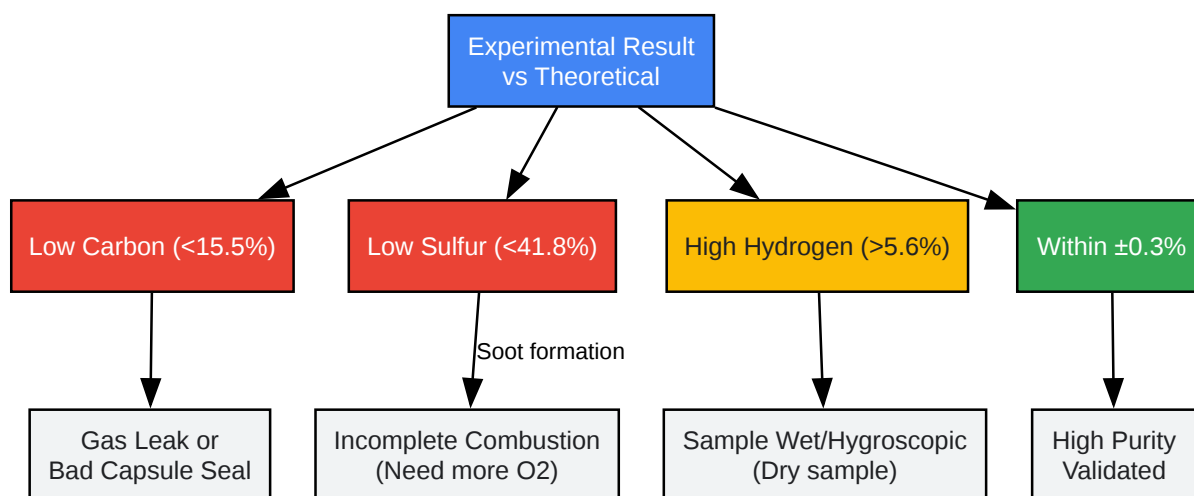 Experimental Result
vs Theoretical
Low Carbon (<15.5%)
Low Sulfur (<41.8%)
High Hydrogen (>5.6%)
Within ±0.3%
Soot formation
Gas Leak or
Bad Capsule Seal
Incomplete Combustion
(Need more O2)
Sample Wet/Hygroscopic
(Dry sample)
High Purity
Validated